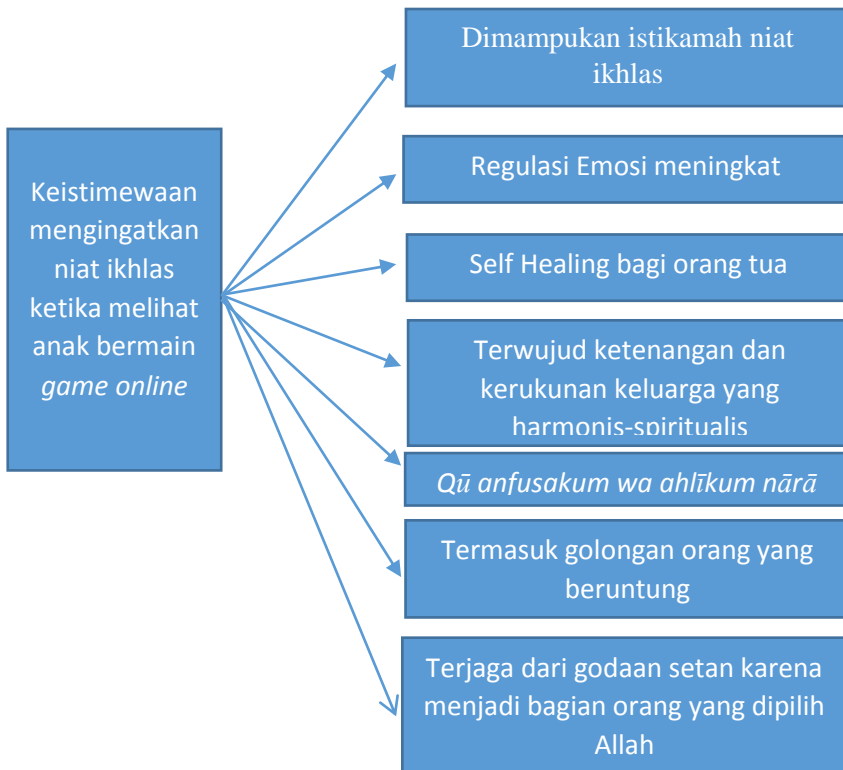 Keistimewaan
mengingatkan
niat ikhlas
ketika melihat
anak bermain
game online
Dimampukan istikamah niat
ikhlas
Regulasi Emosi meningkat
Self Healing bagi orang tua
Terwujud ketenangan dan
kerukunan keluarga yang
harmonis-spiritualis
Qū anfusakum wa ahlīkum nārā
Termasuk golongan orang yang
beruntung
Terjaga dari godaan setan karena
menjadi bagian orang yang dipilih
Allah